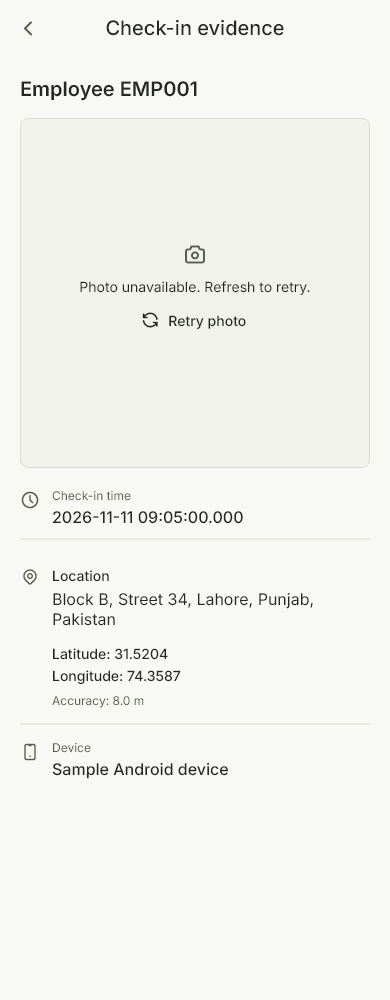 Check-in evidence
Employee EMP001
Photo unavailable. Refresh to retry.
Retry photo
Check-in time
2026-11-11 09:05:00.000
Location
Block B, Street 34, Lahore, Punjab,
Pakistan
Latitude: 31.5204
Longitude: 74.3587
Accuracy: 8.0 m
Device
Sample Android device